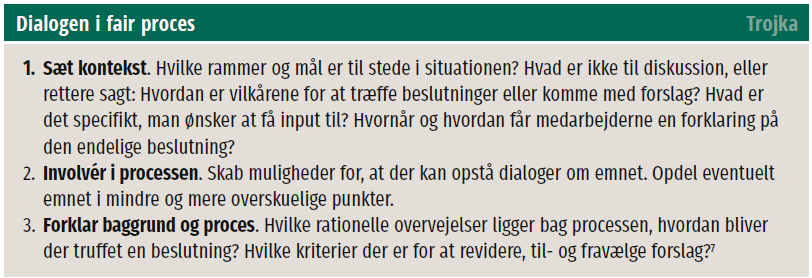 Dialogen i fair proces Trojka
1. Sæt kontekst. Hvilke rammer og mål er til stede i situationen? Hvad er ikke til diskussion, eller
rettere sagt: Hvordan er vilkårene for at træffe beslutninger eller komme med forslag? Hvad er
det specifikt, man ønsker at få input til? Hvornår og hvordan får medarbejderne en forklaring på
den endelige beslutning?
2. Involvér i processen. Skab muligheder for, at der kan opstå dialoger om emnet. Opdel eventuelt
emnet i mindre og mere overskuelige punkter.
3. Forklar baggrund og proces. Hvilke rationelle overvejelser ligger bag processen, hvordan bliver
der truffet en beslutning? Hvilke kriterier der er for at revidere, til- og fravælge forslag?⁷